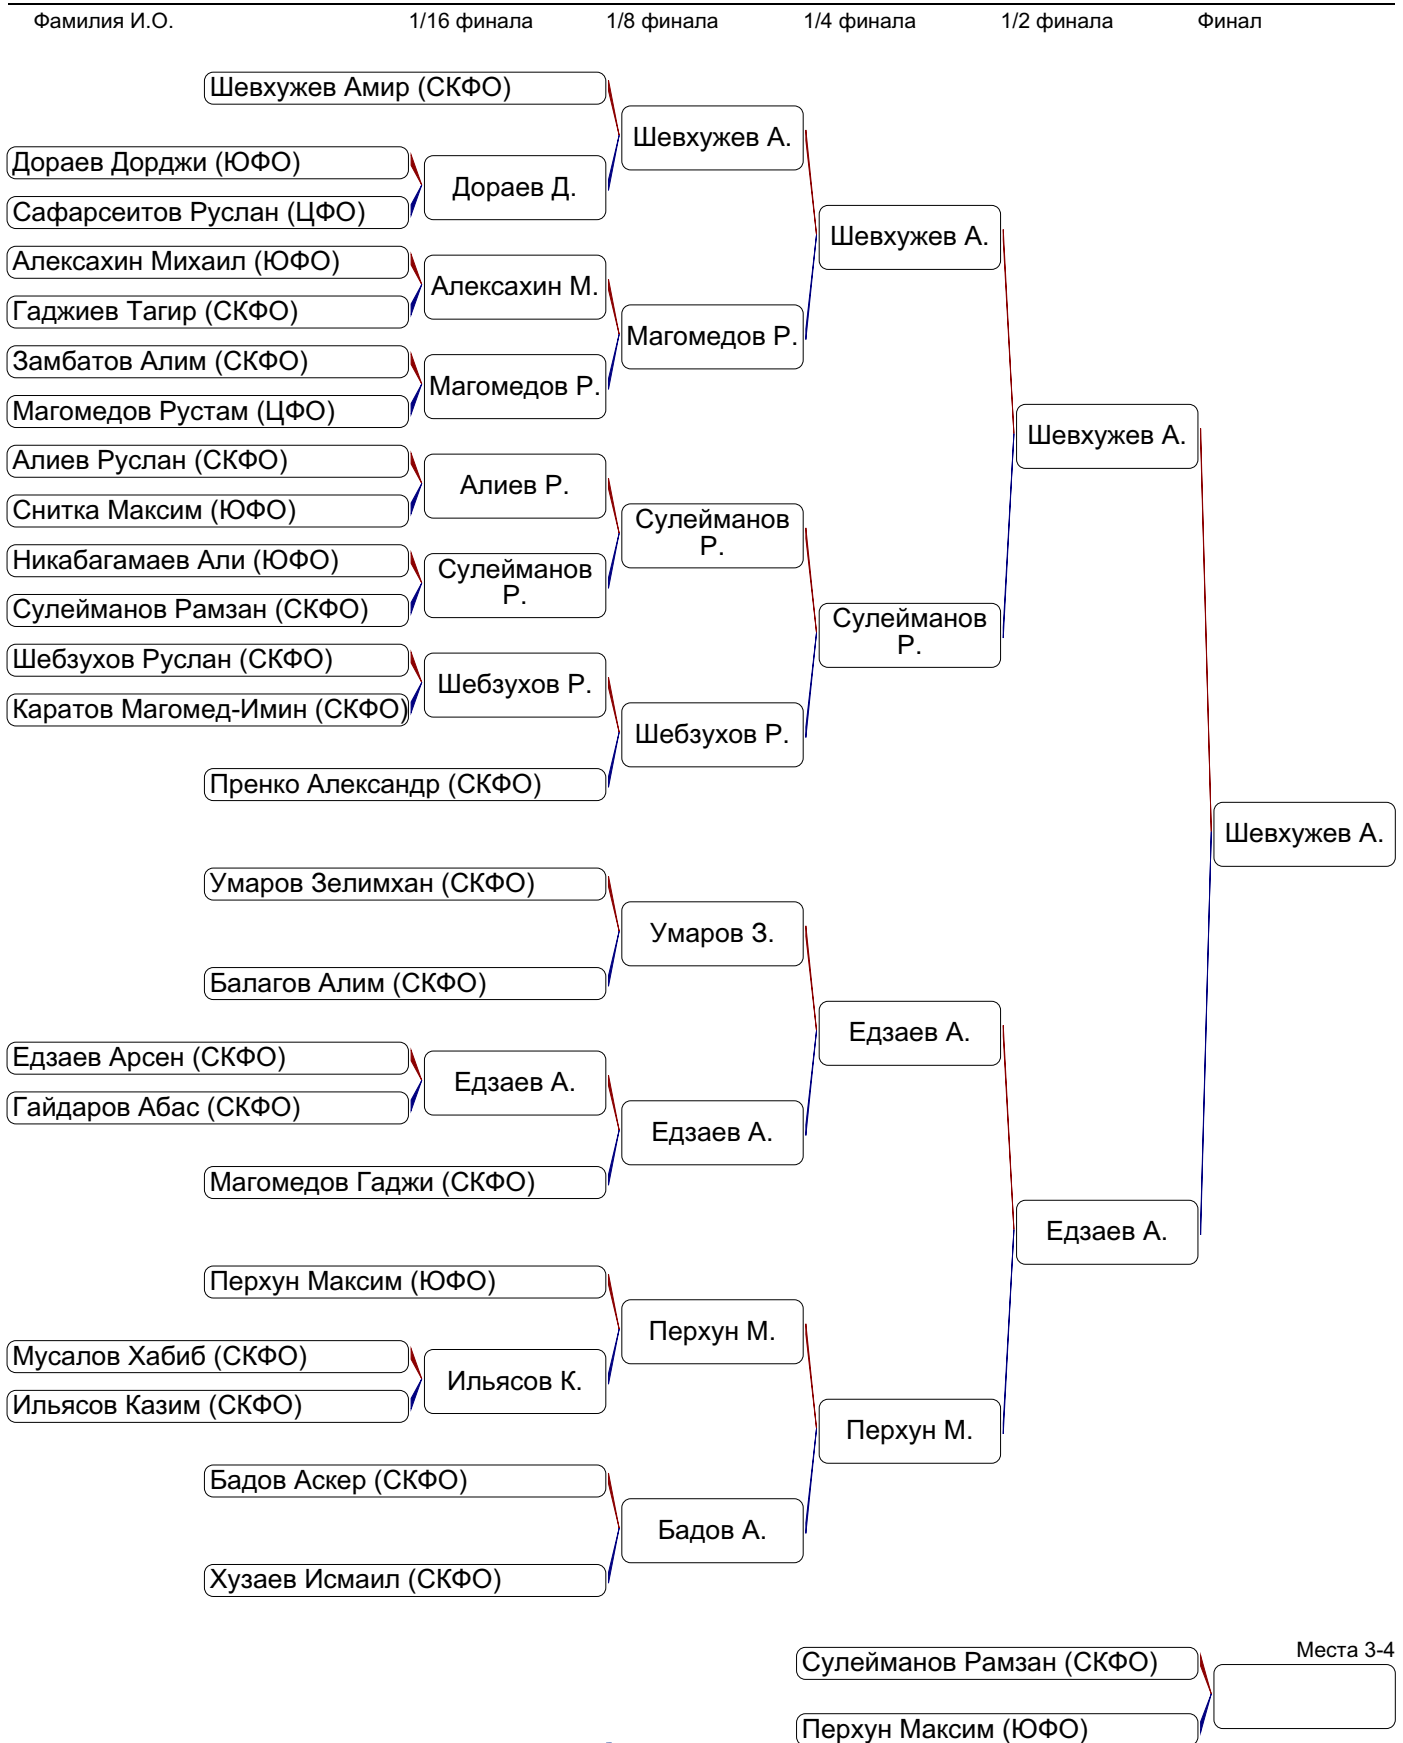 Фамилия И.О. 1/16 финала 1/8 финала 1/4 финала 1/2 финала Финал
Шевхужев Амир (СКФО)
Шевхужев А.
Дораев Дорджи (ЮФО)
Дораев Д.
Сафарсеитов Руслан (ЦФО)
Шевхужев А.
Алексахин Михаил (ЮФО)
Алексахин М.
Гаджиев Тагир (СКФО)
Магомедов Р.
Замбатов Алим (СКФО)
Магомедов Р.
Магомедов Рустам (ЦФО)
Шевхужев А.
Алиев Руслан (СКФО)
Алиев Р.
Снитка Максим (ЮФО)
Сулейманов
Р.
Никабагамаев Али (ЮФО)
Сулейманов
Р.
Сулейманов Рамзан (СКФО)
Сулейманов
Р.
Шебзухов Руслан (СКФО)
Шебзухов Р.
Каратов Магомед-Имин (СКФО)
Шебзухов Р.
Пренко Александр (СКФО)
Шевхужев А.
Умаров Зелимхан (СКФО)
Умаров З.
Балагов Алим (СКФО)
Едзаев А.
Едзаев Арсен (СКФО)
Едзаев А.
Гайдаров Абас (СКФО)
Едзаев А.
Магомедов Гаджи (СКФО)
Едзаев А.
Перхун Максим (ЮФО)
Перхун М.
Мусалов Хабиб (СКФО)
Ильясов К.
Ильясов Казим (СКФО)
Перхун М.
Бадов Аскер (СКФО)
Бадов А.
Хузаев Исмаил (СКФО)
Места 3-4
Сулейманов Рамзан (СКФО)
Перхун Максим (ЮФО)